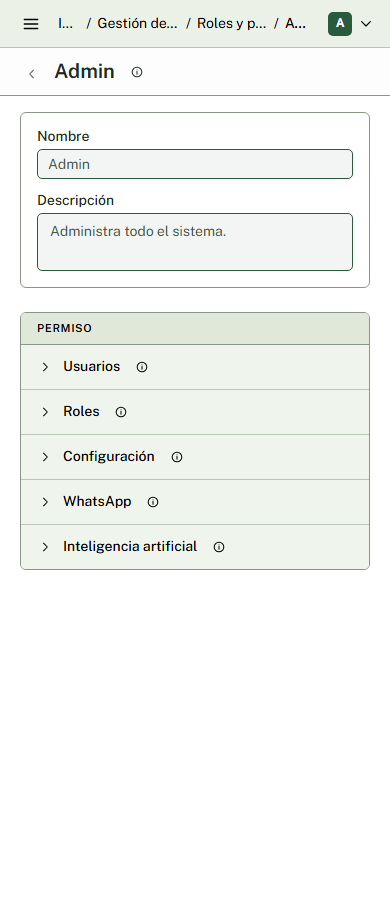 I... / Gestión de... / Roles y p... / A... A
Admin
Nombre
Admin
Descripción
Administra todo el sistema.
PERMISO
Usuarios
Roles
Configuración
WhatsApp
Inteligencia artificial